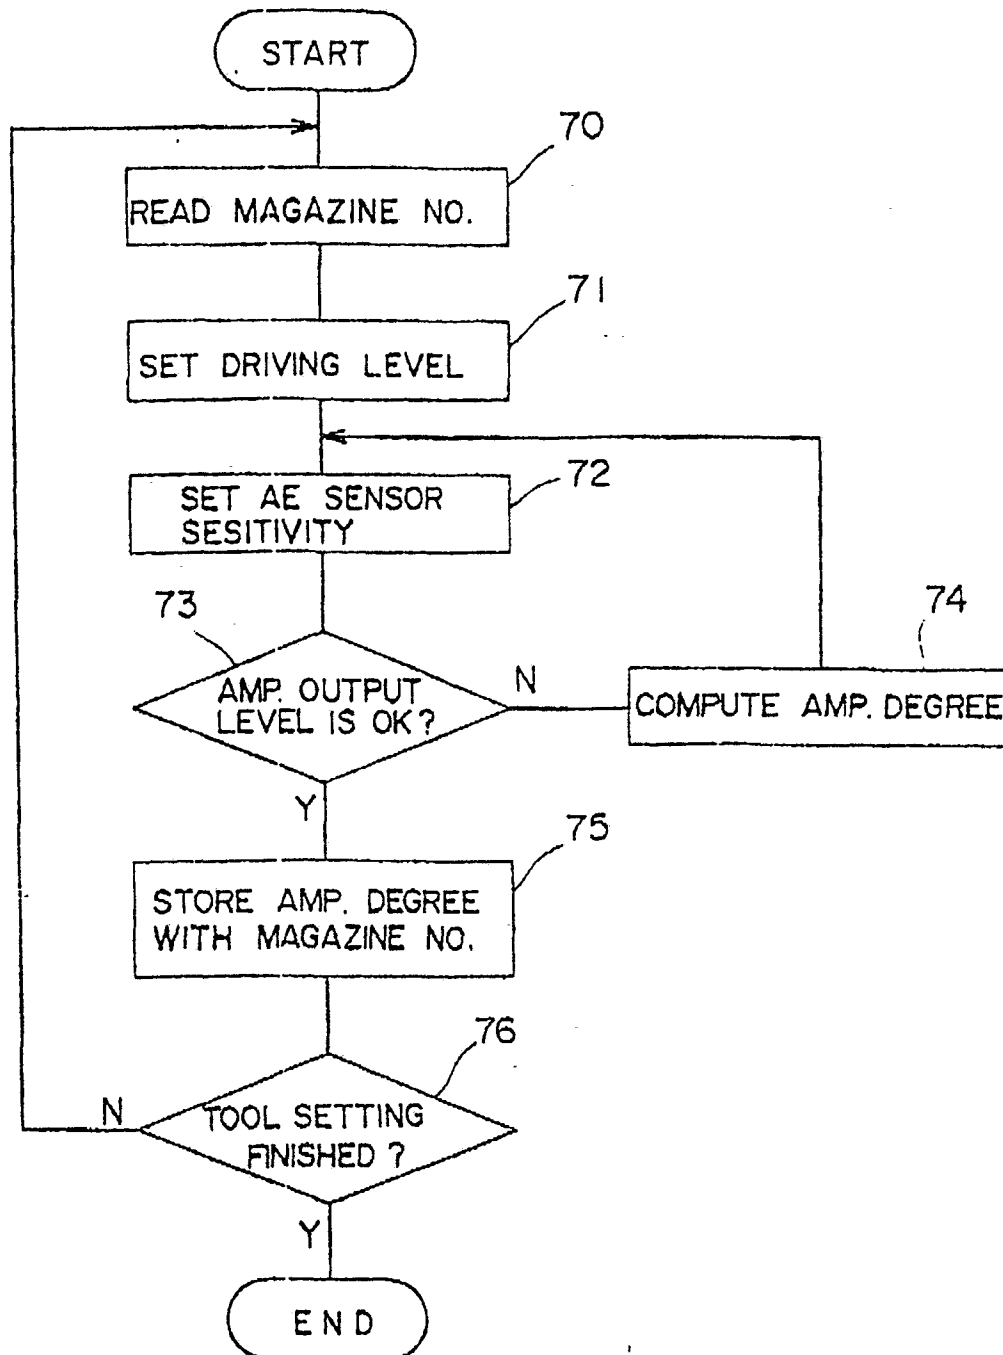 START
70
READ MAGAZINE NO.
71
SET DRIVING LEVEL
72
SET AE SENSOR
SESITIVITY
73
AMP. OUTPUT
LEVEL IS OK?
N
74
COMPUTE AMP. DEGREE
Y
75
STORE AMP. DEGREE
WITH MAGAZINE NO.
76
TOOL SETTING
FINISHED ?
N
Y
END